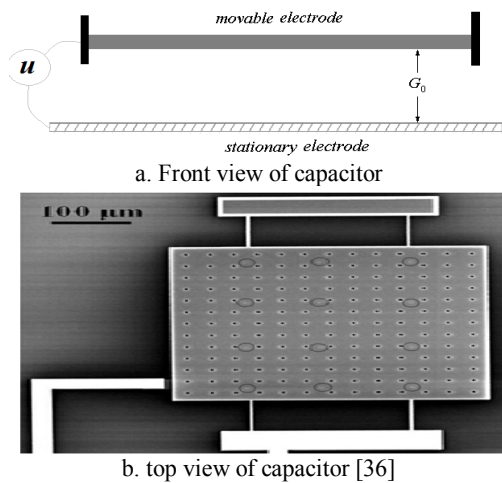 movable electrode
u
G0
stationary electrode
a. Front view of capacitor
100 µm
b. top view of capacitor [36]